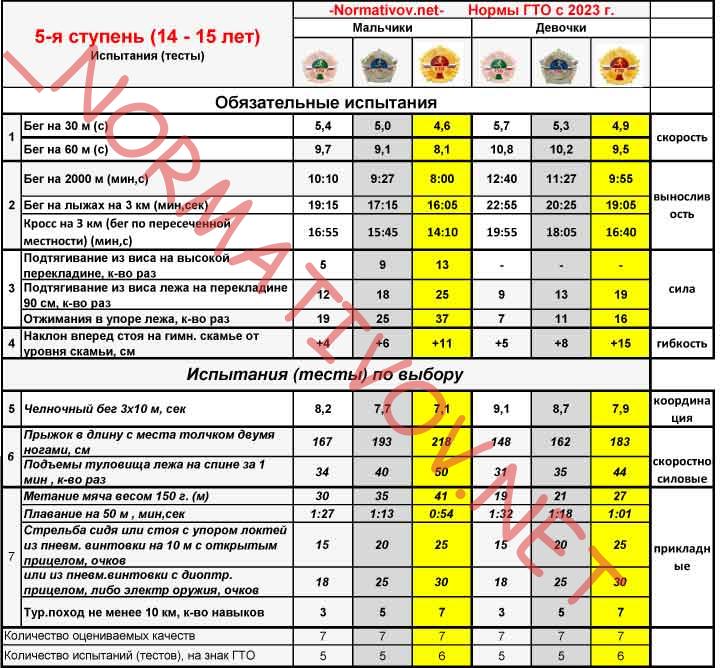 -Normativov.net- Нормы ГТО с 2023 г.
5-я ступень (14 - 15 лет)
Испытания (тесты)
Мальчики Девочки
Обязательные испытания
1 Бег на 30 м (с) 5,4 5,0 4,6 5,7 5,3 4,9 скорость
Бег на 60 м (с) 9,7 9,1 8,1 10,8 10,2 9,5
2 Бег на 2000 м (мин,с) 10:10 9:27 8:00 12:40 11:27 9:55 выносливость
Бег на лыжах на 3 км (мин,сек) 19:15 17:15 16:05 22:55 20:25 19:05
Кросс на 3 км (бег по пересеченной
местности) (мин,с) 16:55 15:45 14:10 19:55 18:05 16:40
3 Подтягивание из виса на высокой
перекладине, к-во раз 5 9 13 - - - сила
Подтягивание из виса лежа на перекладине
90 см, к-во раз 12 18 25 9 13 19
Отжимания в упоре лежа, к-во раз 19 25 37 7 11 16
4 Наклон вперед стоя на гимн. скамье от
уровня скамьи, см +4 +6 +11 +5 +8 +15 гибкость
Испытания (тесты) по выбору
5 Челночный бег 3х10 м, сек 8,2 7,7 7,1 9,1 8,7 7,9 координация
6 Прыжок в длину с места толчком двумя
ногами, см 167 193 218 148 162 183 скоростно
силовые
Подъемы туловища лежа на спине за 1
мин , к-во раз 34 40 50 31 35 44
7 Метание мяча весом 150 г. (м) 30 35 41 19 21 27 прикладные
Плавание на 50 м , мин,сек 1:27 1:13 0:54 1:32 1:18 1:01
Стрельба сидя или стоя с упором локтей
из пневм. винтовки на 10 м с открытым
прицелом, очков 15 20 25 15 20 25
или из пневм.винтовки с диоптр.
прицелом, либо электр оружия, очков 18 25 30 18 25 30
Тур.поход не менее 10 км, к-во навыков 3 5 7 3 5 7
Количество оцениваемых качеств 7 7 7 7 7 7
Количество испытаний (тестов), на знак ГТО 5 5 6 5 5 6
-NORMATIVOV.NET